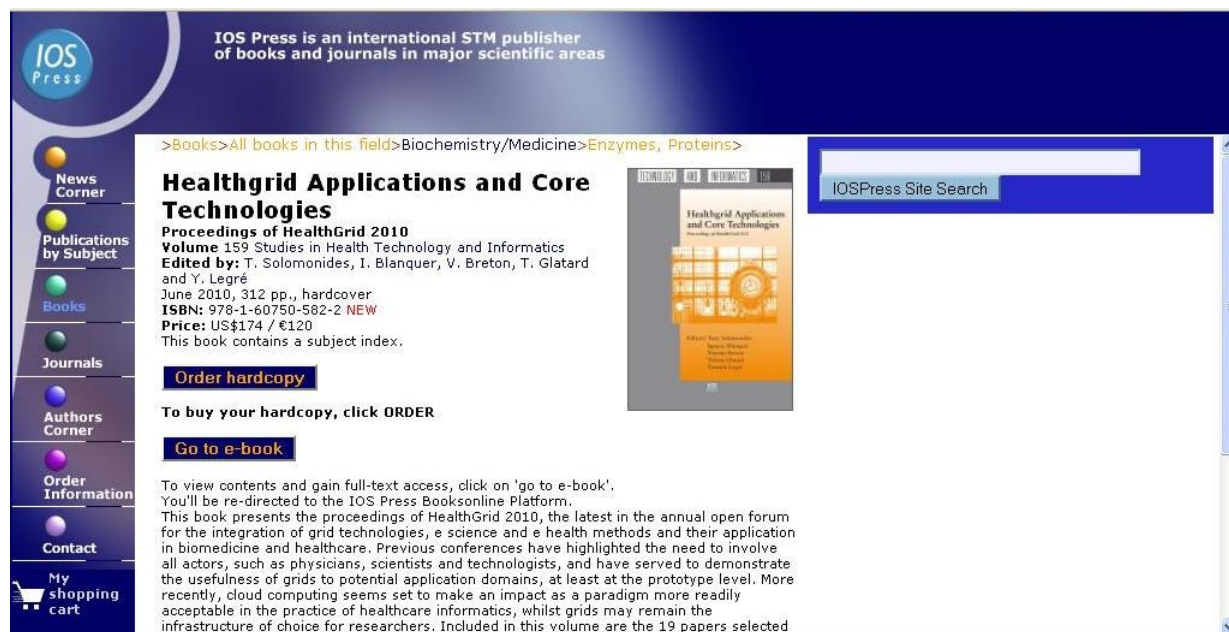 IOS
Press
IOS Press is an international STM publisher
of books and journals in major scientific areas
News
Corner
Publications
by Subject
Books
Journals
Authors
Corner
Order
Information
Contact
My
shopping
cart
>Books>All books in this field>Biochemistry/Medicine>Enzymes, Proteins>
Healthgrid Applications and Core
Technologies
Proceedings of HealthGrid 2010
Volume 159 Studies in Health Technology and Informatics
Edited by: T. Solomonides, I. Blanquer, V. Breton, T. Glatard
and Y. Legré
June 2010, 312 pp., hardcover
ISBN: 978-1-60750-582-2 NEW
Price: US$174 / €120
This book contains a subject index.
Order hardcopy
To buy your hardcopy, click ORDER
Go to e-book
To view contents and gain full-text access, click on 'go to e-book'.
You'll be re-directed to the IOS Press Booksonline Platform.
This book presents the proceedings of HealthGrid 2010, the latest in the annual open forum
for the integration of grid technologies, e science and e health methods and their application
in biomedicine and healthcare. Previous conferences have highlighted the need to involve
all actors, such as physicians, scientists and technologists, and have served to demonstrate
the usefulness of grids to potential application domains, at least at the prototype level. More
recently, cloud computing seems set to make an impact as a paradigm more readily
acceptable in the practice of healthcare informatics, whilst grids may remain the
infrastructure of choice for researchers. Included in this volume are the 19 papers selected
TECHNOLOGY AND INFORMATICS 159
Healthgrid Applications
and Core Technologies
Proceedings of HealthGrid 2010
IOSPress Site Search